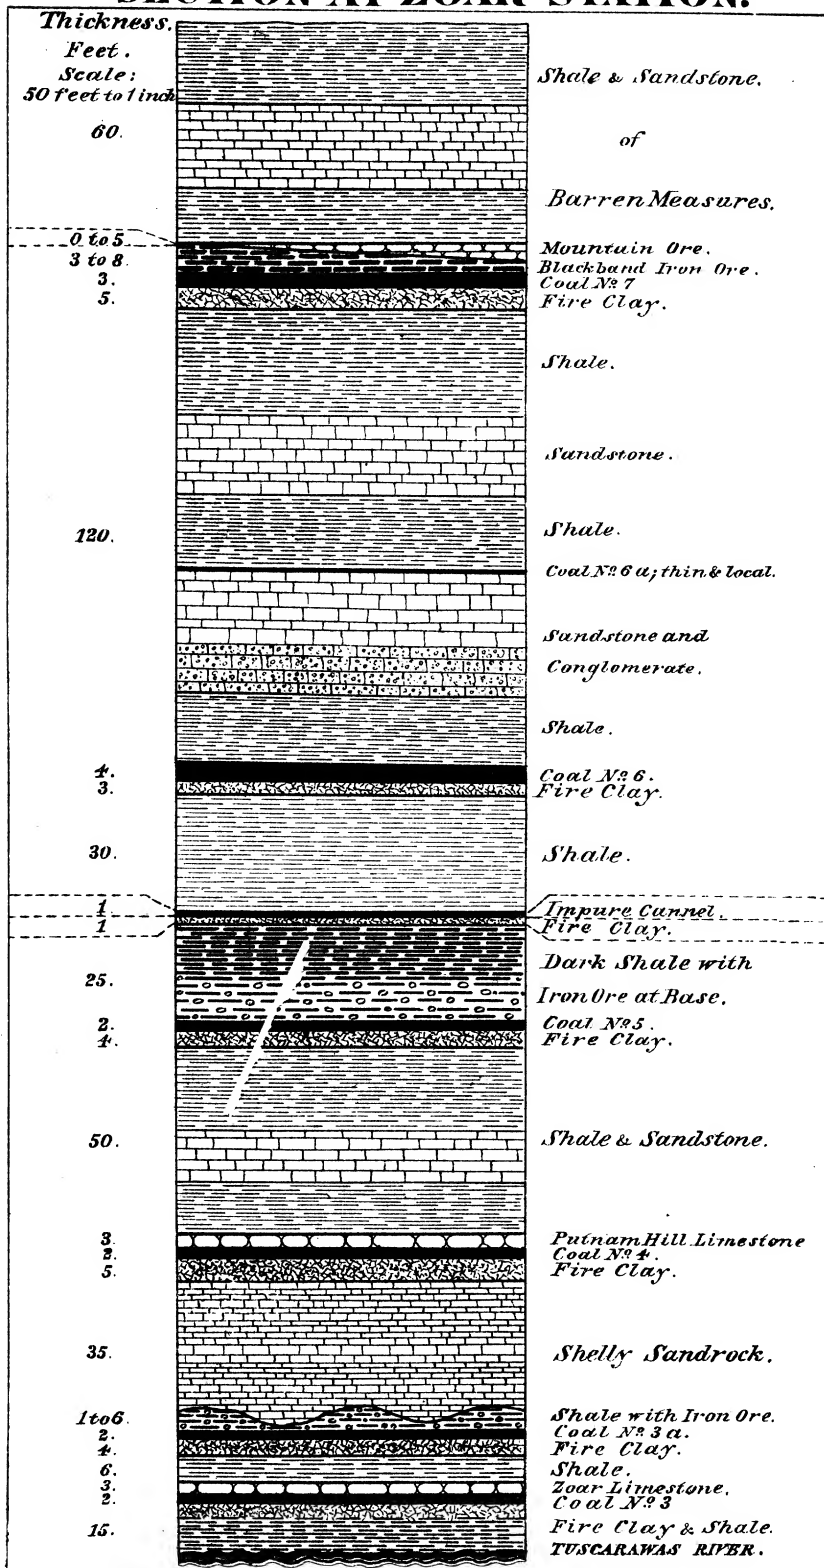 SECTION AT ZOAR STATION.
Thickness.
Feet.
Scale:
50 feet to 1 inch
Shale & Sandstone.
60. of
Barren Measures.
0 to 5 Mountain Ore.
3 to 8. Blackband Iron Ore.
3. Coal No. 7
5. Fire Clay.
Shale.
Sandstone.
120. Shale.
Coal No. 6 a; thin & local.
Sandstone and
Conglomerate.
Shale.
4. Coal No. 6.
3. Fire Clay.
30. Shale.
1 Impure Cannel.
1 Fire Clay.
Dark Shale with
25. Iron Ore at Base.
2. Coal No. 5.
4. Fire Clay.
50. Shale & Sandstone.
3 Putnam Hill Limestone
2. Coal No. 4.
5. Fire Clay.
35. Shelly Sandrock.
1 to 6. Shale with Iron Ore.
2. Coal No. 3 a.
4. Fire Clay.
6. Shale.
3. Zoar Limestone.
2. Coal No. 3
15. Fire Clay & Shale.
TUSCARAWAS RIVER.